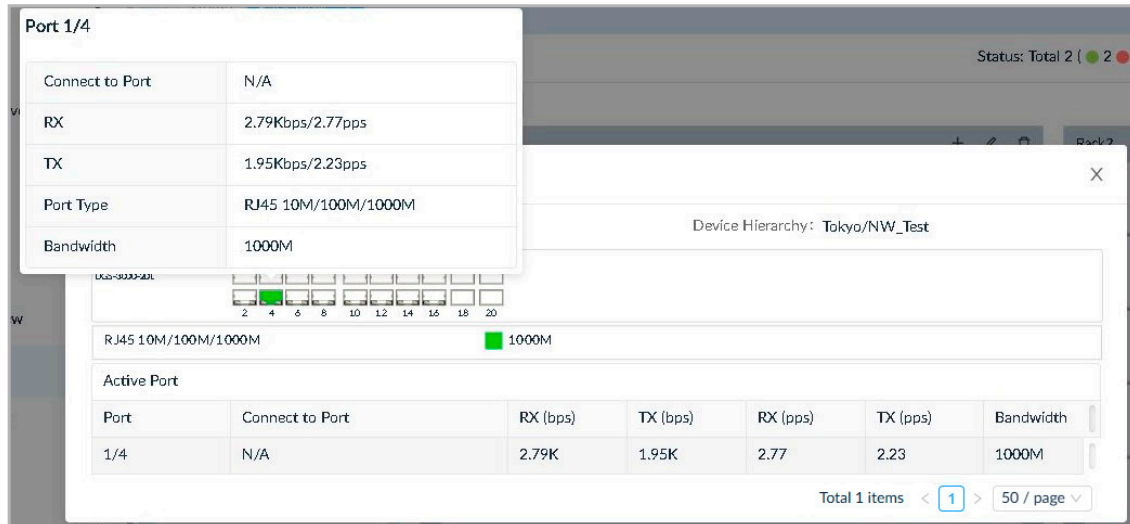 Port 1/4
Connect to Port N/A
RX 2.79Kbps/2.77pps
TX 1.95Kbps/2.23pps
Port Type RJ45 10M/100M/1000M
Bandwidth 1000M
Status: Total 2 ( 2
Rack2
Device Hierarchy: Tokyo/NW_Test
2 4 6 8 10 12 14 16 18 20
RJ45 10M/100M/1000M 1000M
Active Port
Port Connect to Port RX (bps) TX (bps) RX (pps) TX (pps) Bandwidth
1/4 N/A 2.79K 1.95K 2.77 2.23 1000M
Total 1 items < 1 > 50 / page